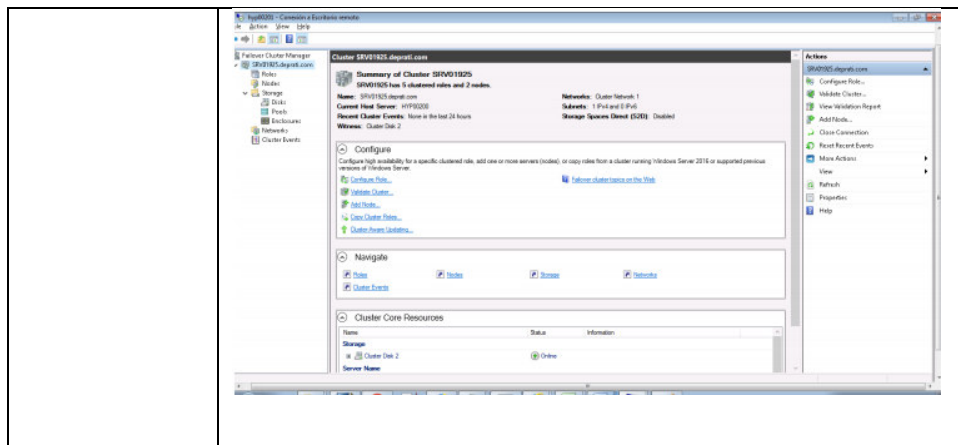 hyp00201 - Conexión a Escritorio remoto
Action View Help
Failover Cluster Manager
SRV01925.deprati.com
Roles
Nodes
Storage
Disks
Pools
Enclosures
Networks
Cluster Events
Cluster SRV01925.deprati.com
Summary of Cluster SRV01925
SRV01925 has 5 clustered roles and 2 nodes.
Name: SRV01925.deprati.com
Networks: Cluster Network 1
Current Host Server: HYP00200
Subnets: 1 IPv4 and 0 IPv6
Recent Cluster Events: None in the last 24 hours
Storage Spaces Direct (S2D): Disabled
Witness: Cluster Disk 2
Configure
Configure high availability for a specific clustered role, add one or more servers (nodes), or copy roles from a cluster running Windows Server 2016 or supported previous
versions of Windows Server.
Configure Role...
Failover cluster topics on the Web
Validate Cluster...
Add Node...
Copy Cluster Roles...
Cluster-Aware Updating...
Navigate
Roles Nodes Storage Networks
Cluster Events
Cluster Core Resources
Name Status Information
Storage
Cluster Disk 2 Online
Server Name
Actions
SRV01925.deprati.com
Configure Role...
Validate Cluster...
View Validation Report
Add Node...
Close Connection
Reset Recent Events
More Actions
View
Refresh
Properties
Help